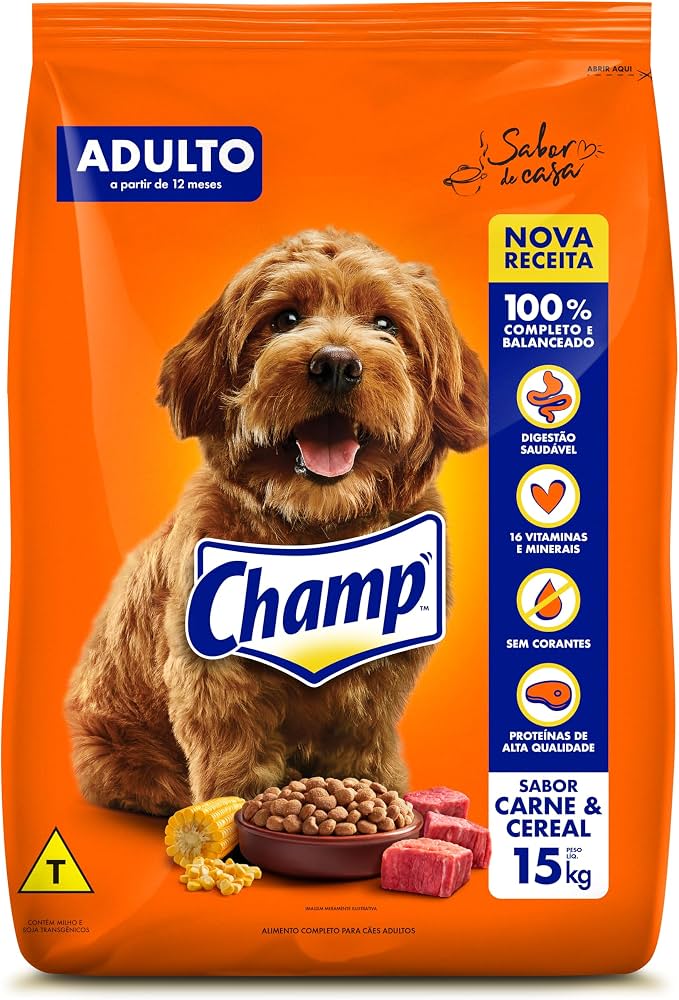 ABRIR AQUI
ADULTO
a partir de 12 meses
Sabor
de casa
NOVA
RECEITA
100%
COMPLETO E
BALANCEADO
DIGESTÃO
SAUDÁVEL
16 VITAMINAS
E MINERAIS
SEM CORANTES
PROTEÍNAS DE
ALTA QUALIDADE
Champ™
SABOR
CARNE &
CEREAL
PESO
LÍQ.
15kg
T
CONTÉM MILHO E
SOJA TRANSGÊNICOS
IMAGEM MERAMENTE ILUSTRATIVA
ALIMENTO COMPLETO PARA CÃES ADULTOS